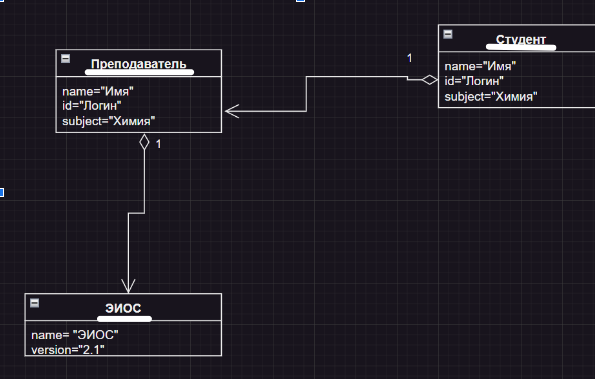 Преподаватель
name="Имя"
id="Логин"
subject="Химия"
1
1
Студент
name="Имя"
id="Логин"
subject="Химия"
ЭИОС
name= "ЭИОС"
version="2.1"